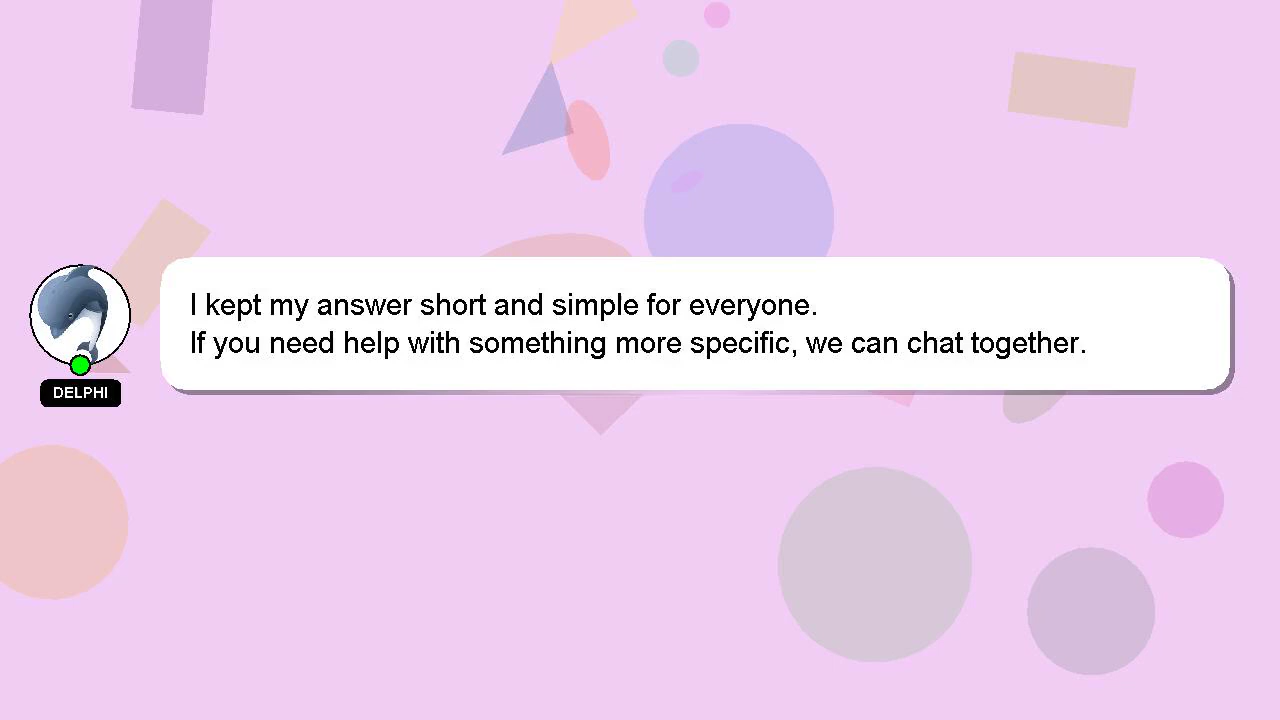 I kept my answer short and simple for everyone.
If you need help with something more specific, we can chat together.
DELPHI